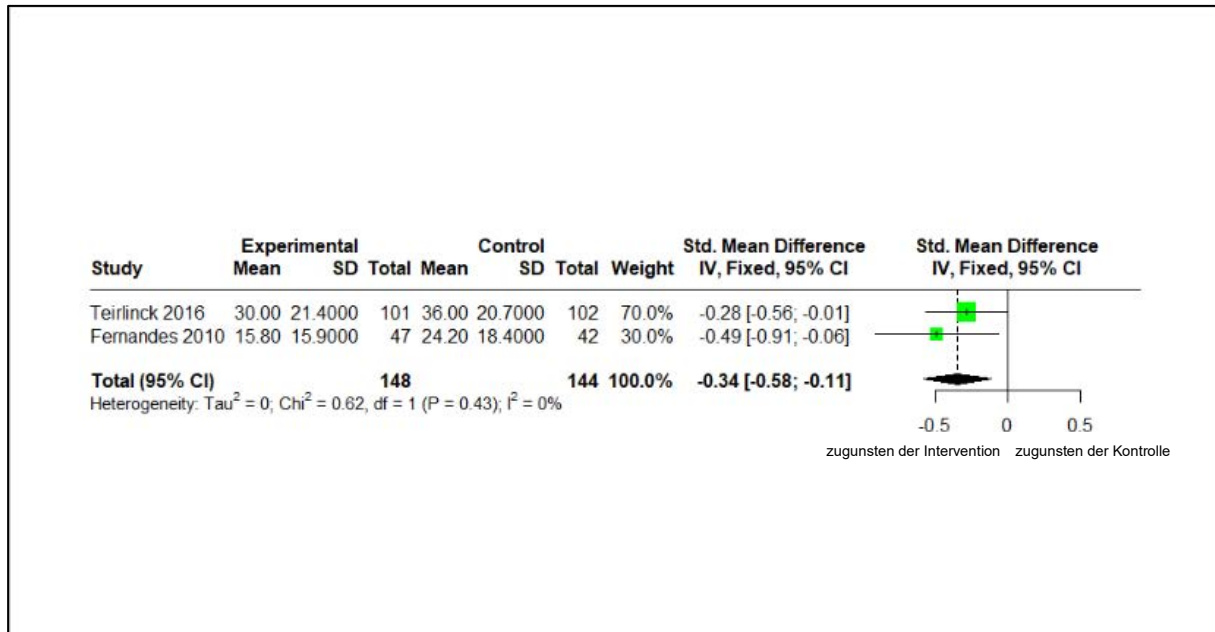 Experimental Control Std. Mean Difference Std. Mean Difference
Study Mean SD Total Mean SD Total Weight IV, Fixed, 95% CI IV, Fixed, 95% CI
Teirlinck 2016 30.00 21.4000 101 36.00 20.7000 102 70.0% -0.28 [-0.56; -0.01]
Fernandes 2010 15.80 15.9000 47 24.20 18.4000 42 30.0% -0.49 [-0.91; -0.06]
Total (95% CI) 148 144 100.0% -0.34 [-0.58; -0.11]
Heterogeneity: Tau² = 0; Chi² = 0.62, df = 1 (P = 0.43); I² = 0%
-0.5 0 0.5
zugunsten der Intervention zugunsten der Kontrolle